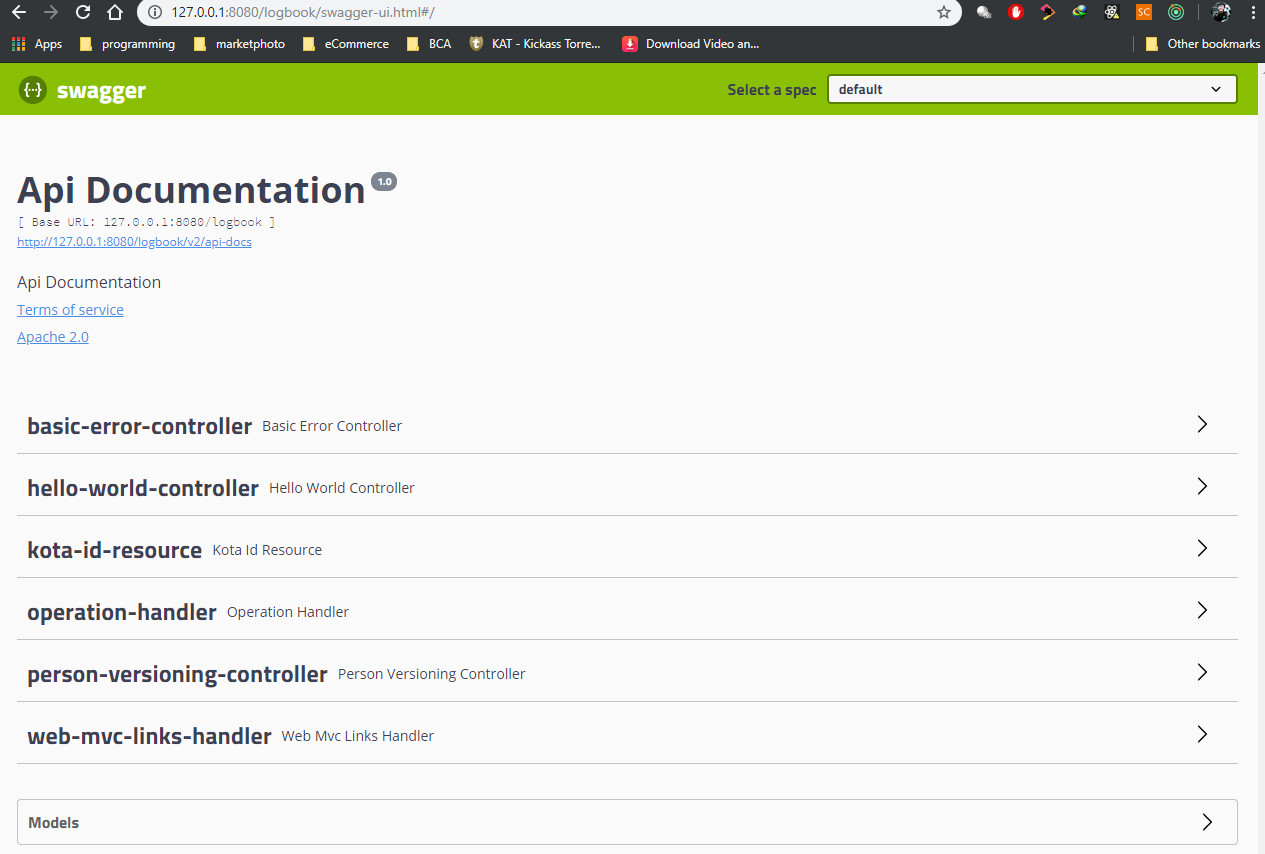 127.0.0.1:8080/logbook/swagger-ui.html#/
SC
Apps programming marketphoto eCommerce BCA KAT - Kickass Torre... Download Video an... Other bookmarks
{··} swagger Select a spec default
Api Documentation 1.0
[ Base URL: 127.0.0.1:8080/logbook ]
http://127.0.0.1:8080/logbook/v2/api-docs
Api Documentation
Terms of service
Apache 2.0
basic-error-controller Basic Error Controller
hello-world-controller Hello World Controller
kota-id-resource Kota Id Resource
operation-handler Operation Handler
person-versioning-controller Person Versioning Controller
web-mvc-links-handler Web Mvc Links Handler
Models